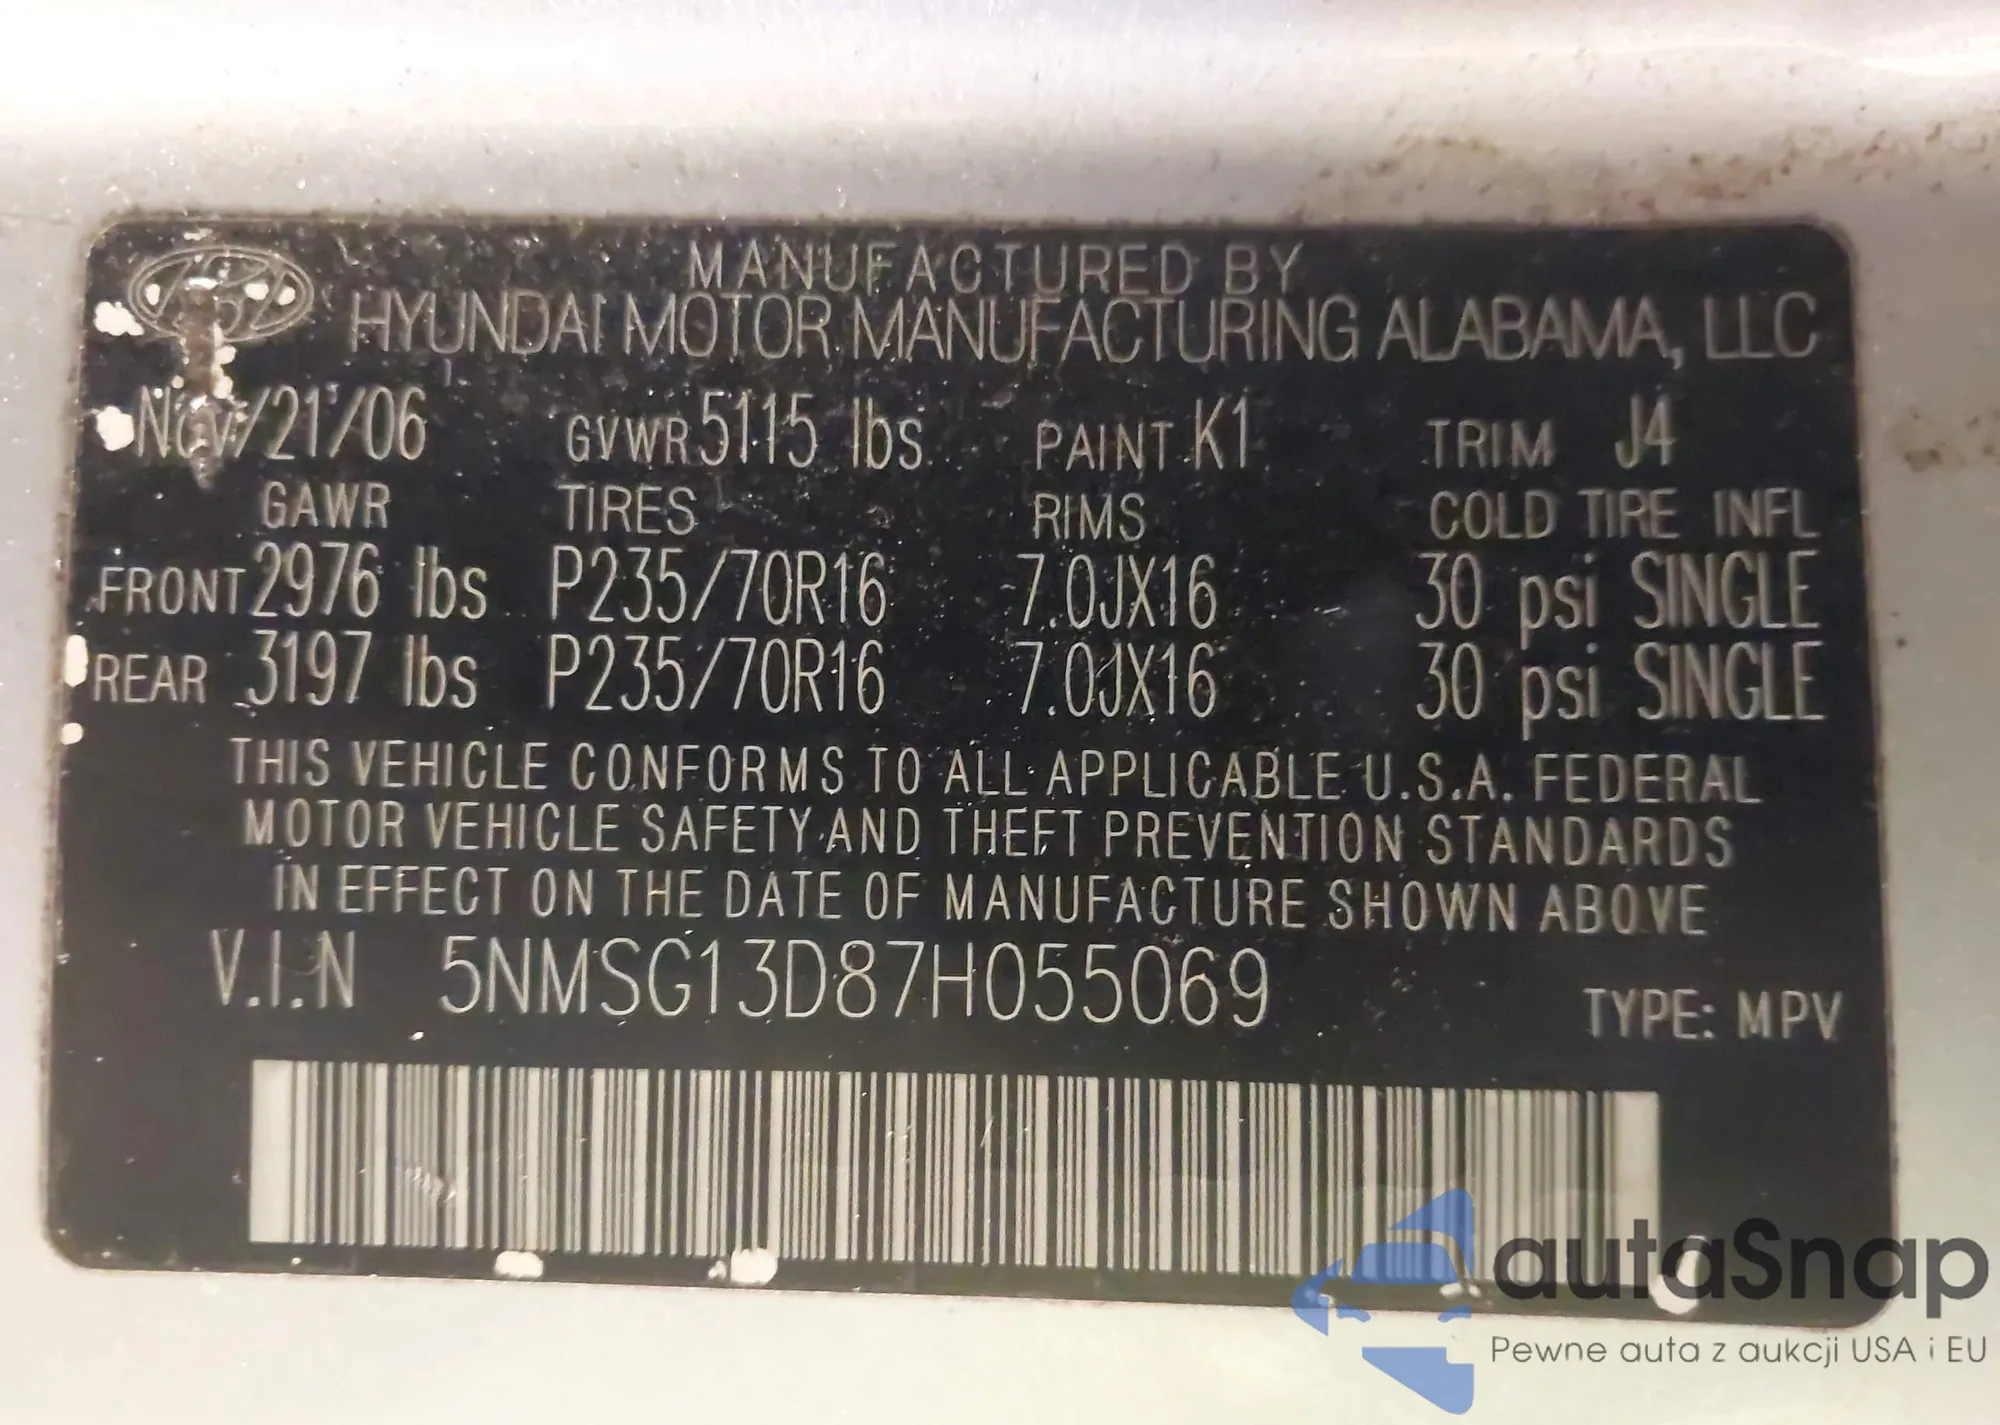 MANUFACTURED BY
HYUNDAI MOTOR MANUFACTURING ALABAMA, LLC
Nov/21/06 GVWR 5115 lbs PAINT K1 TRIM J4
GAWR TIRES RIMS COLD TIRE INFL
FRONT 2976 lbs P235/70R16 7.0JX16 30 psi SINGLE
REAR 3197 lbs P235/70R16 7.0JX16 30 psi SINGLE
THIS VEHICLE CONFORMS TO ALL APPLICABLE U.S.A. FEDERAL
MOTOR VEHICLE SAFETY AND THEFT PREVENTION STANDARDS
IN EFFECT ON THE DATE OF MANUFACTURE SHOWN ABOVE
V.I.N 5NMSG13D87H055069
TYPE: MPV
autaSnap
Pewne auta z aukcji USA i EU